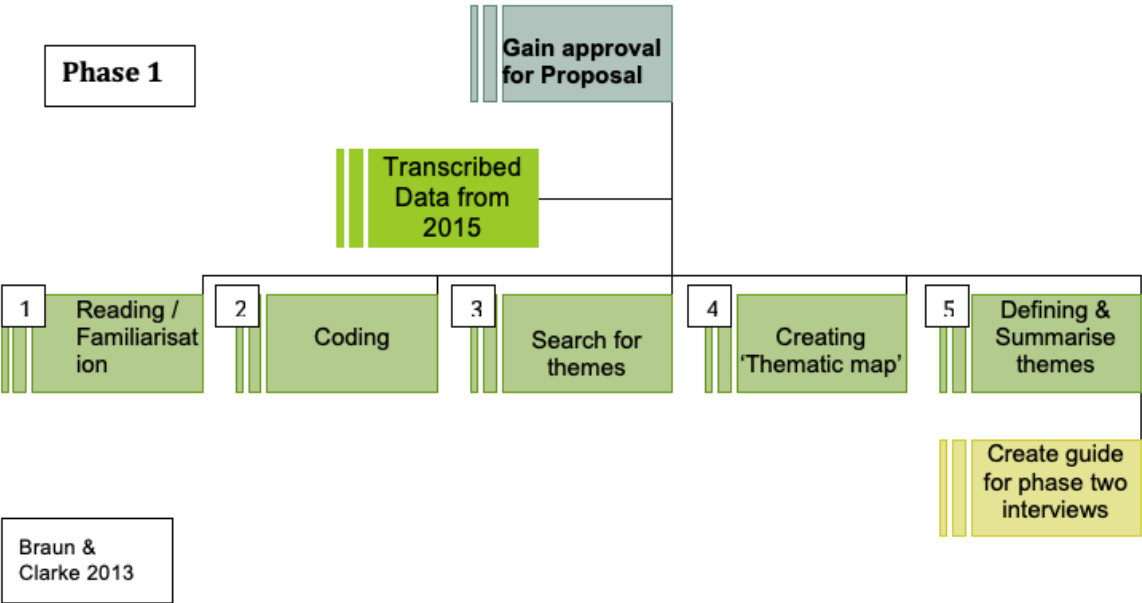 Phase 1
Gain approval
for Proposal
Transcribed
Data from
2015
1
Reading /
Familiarisat
ion
2
Coding
3
Search for
themes
4
Creating
‘Thematic map’
5
Defining &
Summarise
themes
Create guide
for phase two
interviews
Braun &
Clarke 2013